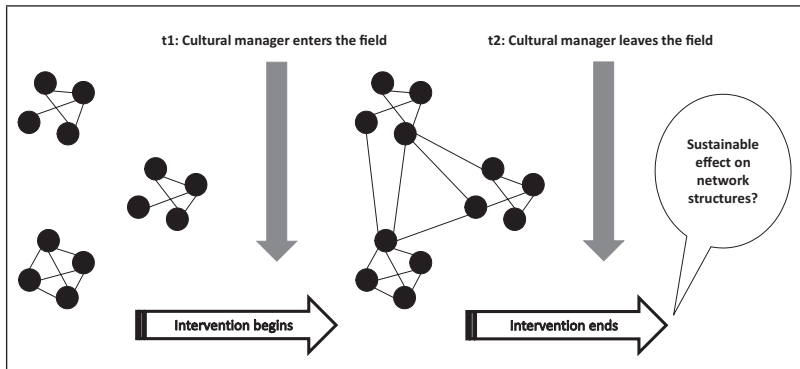 t1: Cultural manager enters the field
t2: Cultural manager leaves the field
Sustainable
effect on
network
structures?
Intervention begins
Intervention ends